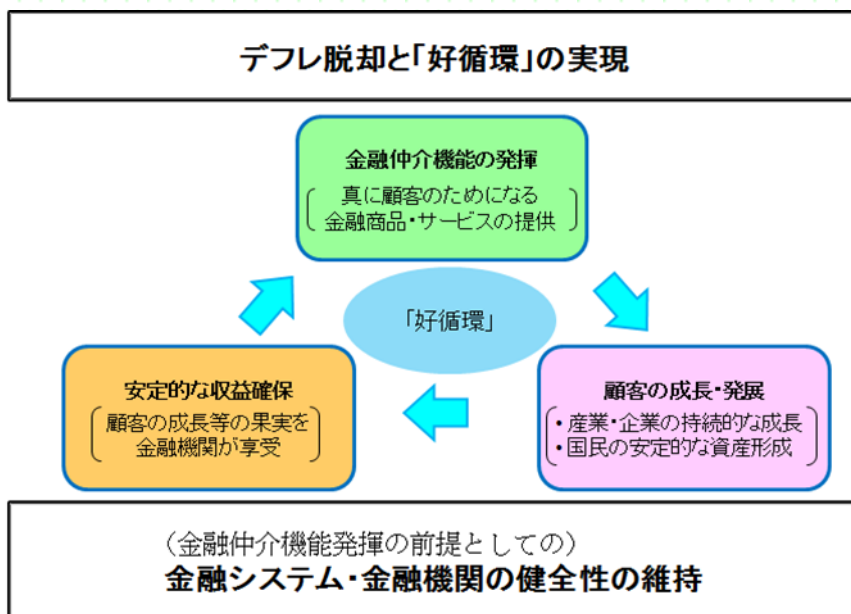 デフレ脱却と「好循環」の実現
金融仲介機能の発揮
真に顧客のためになる
金融商品・サービスの提供
「好循環」
安定的な収益確保
顧客の成長等の果実を
金融機関が享受
顧客の成長・発展
・産業・企業の持続的な成長
・国民の安定的な資産形成
（金融仲介機能発揮の前提としての）
金融システム・金融機関の健全性の維持